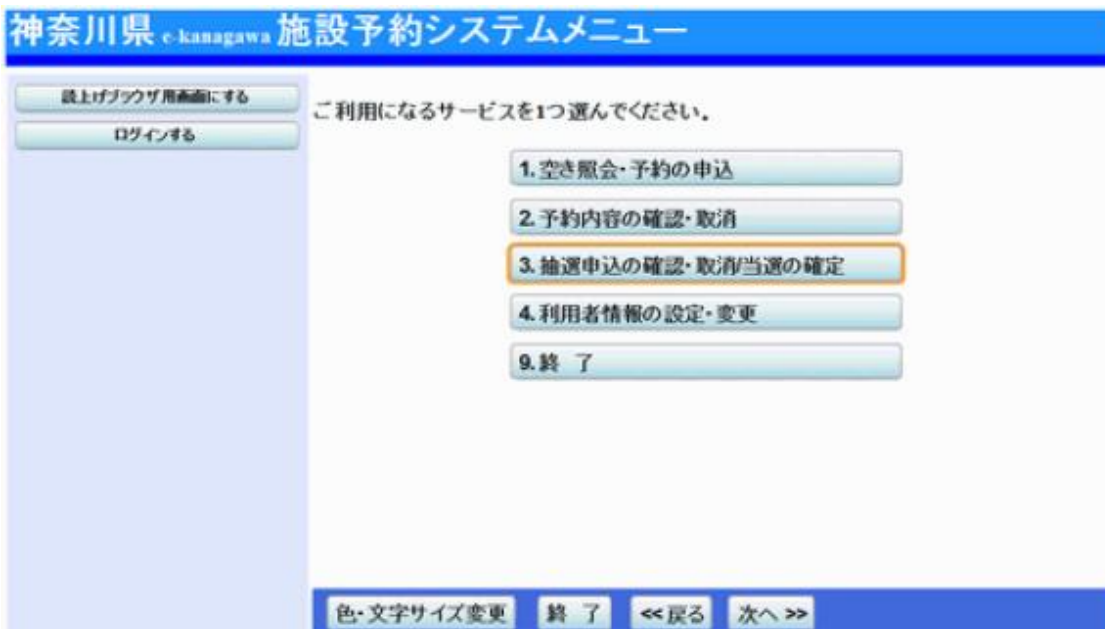 神奈川県 e-kanagawa 施設予約システムメニュー
読上げブラウザ用画面にする
ログインする
ご利用になるサービスを1つ選んでください。
1. 空き照会・予約の申込
2. 予約内容の確認・取消
3. 抽選申込の確認・取消/当選の確定
4. 利用者情報の設定・変更
9. 終 了
色・文字サイズ変更 終 了 <<戻る 次へ >>